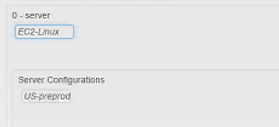 0 - server
EC2-Linux
Server Configurations
US-preprod